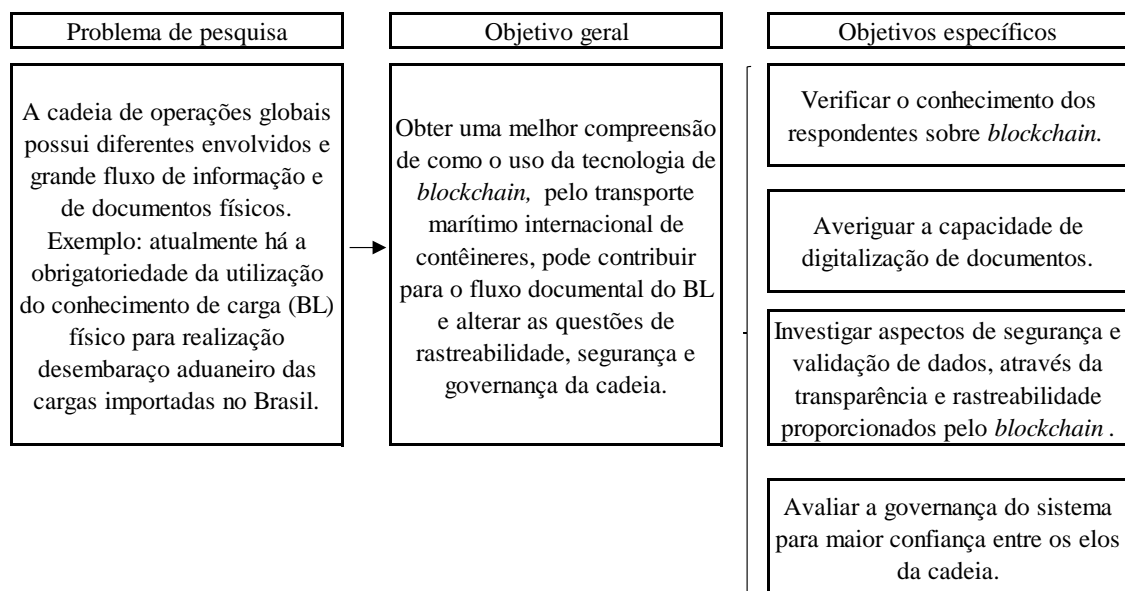 Problema de pesquisa
A cadeia de operações globais
possui diferentes envolvidos e
grande fluxo de informação e
de documentos físicos.
Exemplo: atualmente há a
obrigatoriedade da utilização
do conhecimento de carga (BL)
físico para realização
desembaraço aduaneiro das
cargas importadas no Brasil.
Objetivo geral
Obter uma melhor compreensão
de como o uso da tecnologia de
blockchain, pelo transporte
marítimo internacional de
contêineres, pode contribuir
para o fluxo documental do BL
e alterar as questões de
rastreabilidade, segurança e
governança da cadeia.
Objetivos específicos
Verificar o conhecimento dos
respondentes sobre blockchain.
Averiguar a capacidade de
digitalização de documentos.
Investigar aspectos de segurança e
validação de dados, através da
transparência e rastreabilidade
proporcionados pelo blockchain .
Avaliar a governança do sistema
para maior confiança entre os elos
da cadeia.